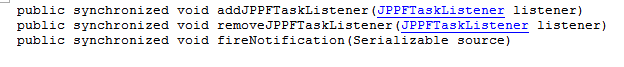 public synchronized void addJPPFTaskListener(JPPFTaskListener listener)
public synchronized void removeJPPFTaskListener(JPPFTaskListener listener)
public synchronized void fireNotification(Serializable source)